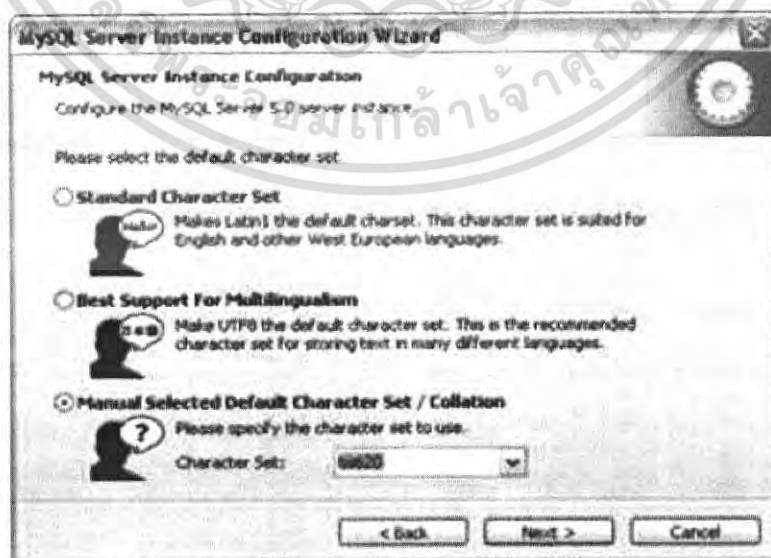 MySQL Server Instance Configuration Wizard
MySQL Server Instance Configuration
Configure the MySQL Server 5.0 server instance.
Please select the default character set.
Standard Character Set
Makes Latin1 the default charset. This character set is suited for
English and other West European languages.
Best Support For Multilingualism
Make UTF8 the default character set. This is the recommended
character set for storing text in many different languages.
Manual Selected Default Character Set / Collation
Please specify the character set to use.
Character Set:
< Back
Next >
Cancel